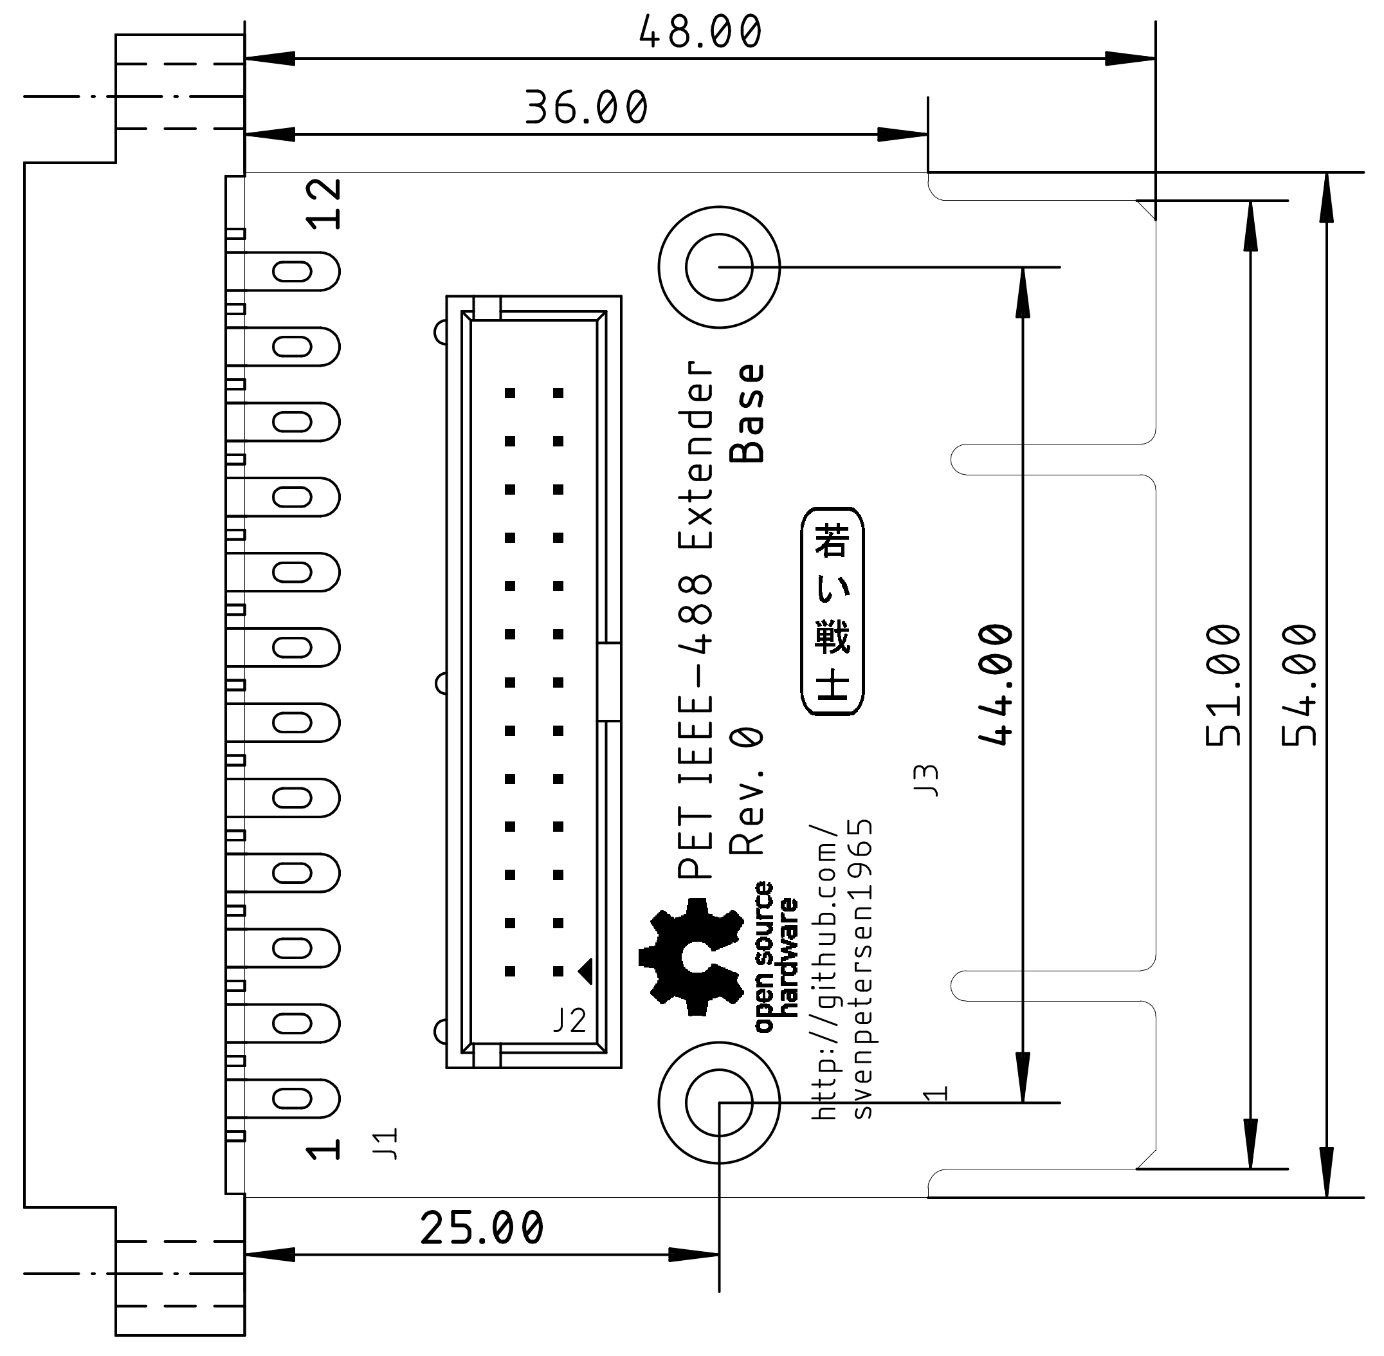 48.00
36.00
12
PET IEEE-488 Extender
Rev. 0 Base
若い戦士
44.00
51.00
54.00
J3
open source
hardware
http://github.com/
svenpetersen1965
J2
1
1
J1
25.00